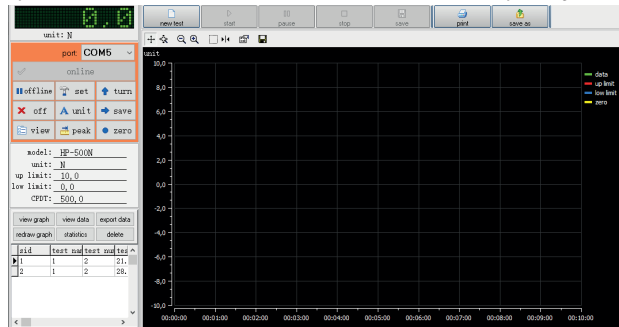 0,0
unit: N
new test start pause stop save print save as
port: COM5
online
offline set turn
off A unit save
view peak zero
model: HP-500N
unit: N
up limit: 10,0
low limit: 0,0
CPDT: 500,0
view graph view data export data
redraw graph statistics delete
sid test nam test num tes
1 1 2 21.
2 1 2 28.
unit
10,0
8,0
6,0
4,0
2,0
0,0
-2,0
-4,0
-6,0
-8,0
-10,0
00:00:00 00:01:00 00:02:00 00:03:00 00:04:00 00:05:00 00:06:00 00:07:00 00:08:00 00:09:00 00:10:00
data
up limit
low limit
zero